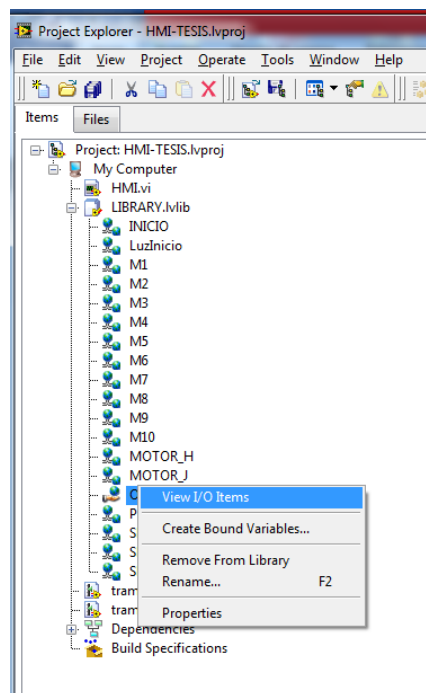 Project Explorer - HMI-TESIS.lvproj
File Edit View Project Operate Tools Window Help
Items Files
Project: HMI-TESIS.lvproj
My Computer
HMI.vi
LIBRARY.lvlib
INICIO
LuzInicio
M1
M2
M3
M4
M5
M6
M7
M8
M9
M10
MOTOR_H
MOTOR_J
View I/O Items
P
Create Bound Variables...
S
S
Remove From Library
S
Rename... F2
tram
tram
Properties
Dependencies
Build Specifications